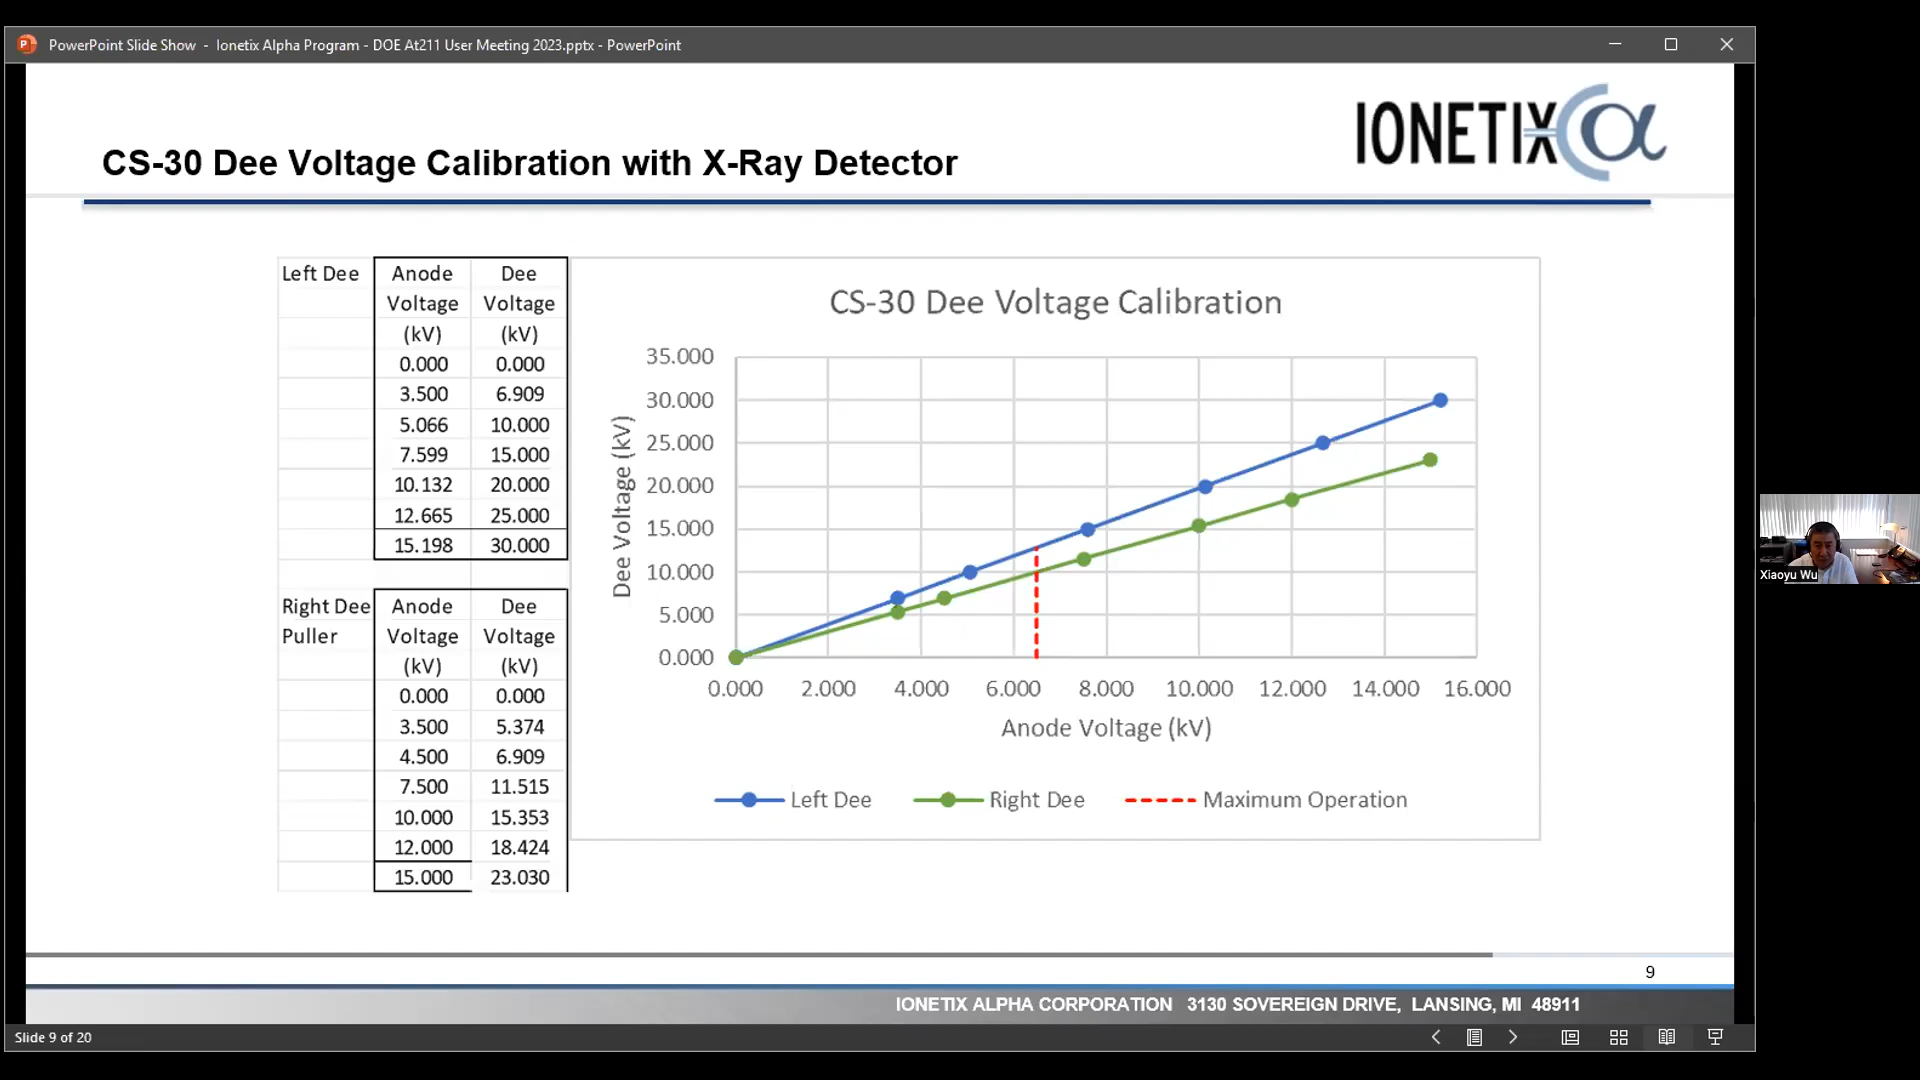 PowerPoint Slide Show - Ionetix Alpha Program - DOE At211 User Meeting 2023.pptx - PowerPoint
IONETIX α
CS-30 Dee Voltage Calibration with X-Ray Detector
Left Dee Anode Dee
Voltage Voltage
(kV) (kV)
0.000 0.000
3.500 6.909
5.066 10.000
7.599 15.000
10.132 20.000
12.665 25.000
15.198 30.000
Right Dee Anode Dee
Puller Voltage Voltage
(kV) (kV)
0.000 0.000
3.500 5.374
4.500 6.909
7.500 11.515
10.000 15.353
12.000 18.424
15.000 23.030
CS-30 Dee Voltage Calibration
Dee Voltage (kV)
35.000
30.000
25.000
20.000
15.000
10.000
5.000
0.000
0.000 2.000 4.000 6.000 8.000 10.000 12.000 14.000 16.000
Anode Voltage (kV)
Left Dee Right Dee Maximum Operation
Xiaoyu Wu
9
IONETIX ALPHA CORPORATION 3130 SOVEREIGN DRIVE, LANSING, MI 48911
Slide 9 of 20